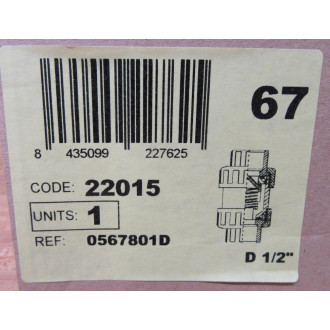 67
8 435099 227625
CODE: 22015
UNITS: 1
REF: 0567801D
D 1/2"